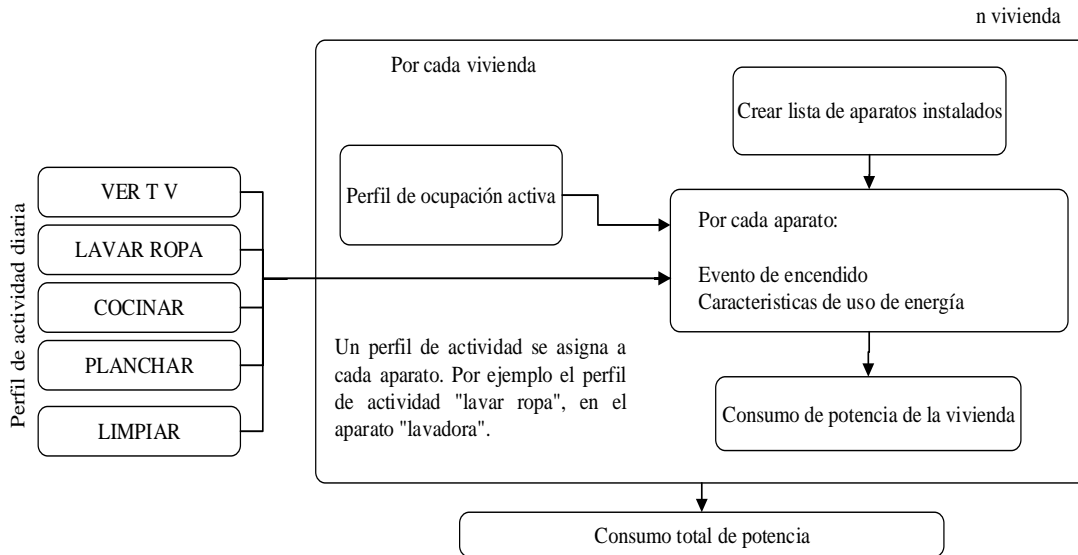 n vivienda
Por cada vivienda
Crear lista de aparatos instalados
Perfil de ocupación activa
Por cada aparato:
Evento de encendido
Caracteristicas de uso de energía
Perfil de actividad diaria
VER T V
LAVAR ROPA
COCINAR
PLANCHAR
LIMPIAR
Un perfil de actividad se asigna a
cada aparato. Por ejemplo el perfil
de actividad "lavar ropa", en el
aparato "lavadora".
Consumo de potencia de la vivienda
Consumo total de potencia